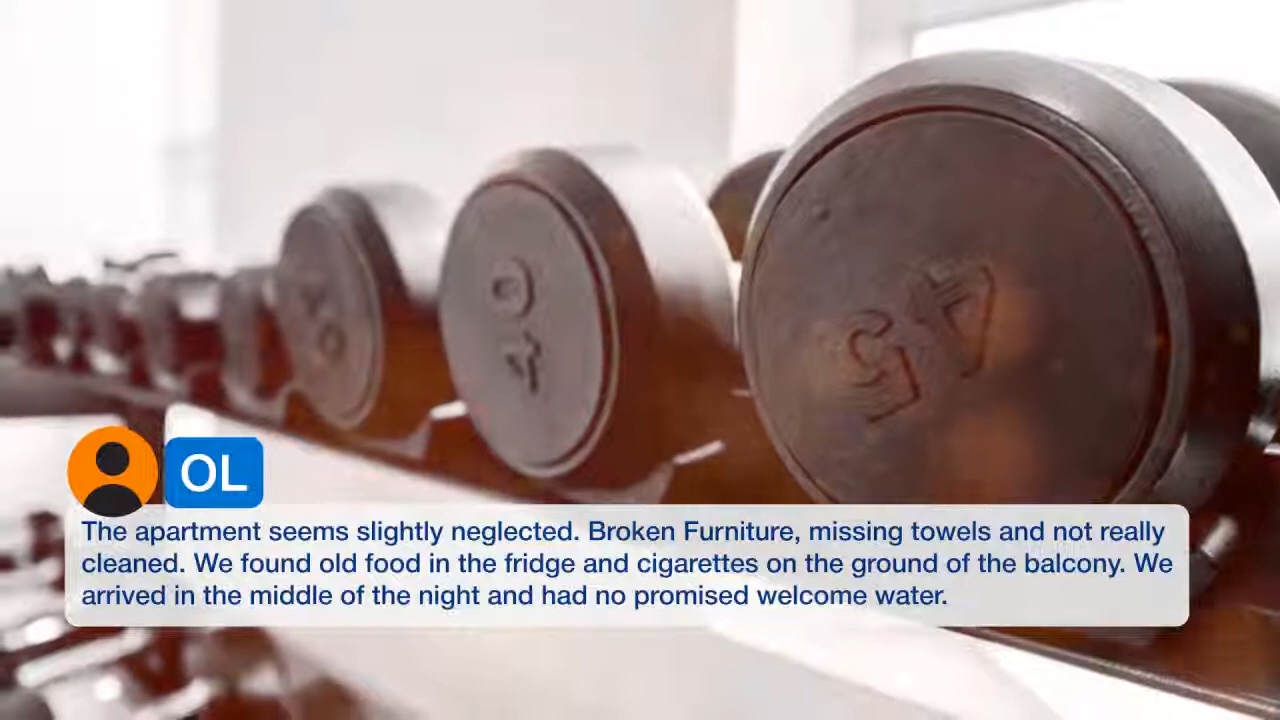 30
40
45
OL
The apartment seems slightly neglected. Broken Furniture, missing towels and not really
cleaned. We found old food in the fridge and cigarettes on the ground of the balcony. We
arrived in the middle of the night and had no promised welcome water.